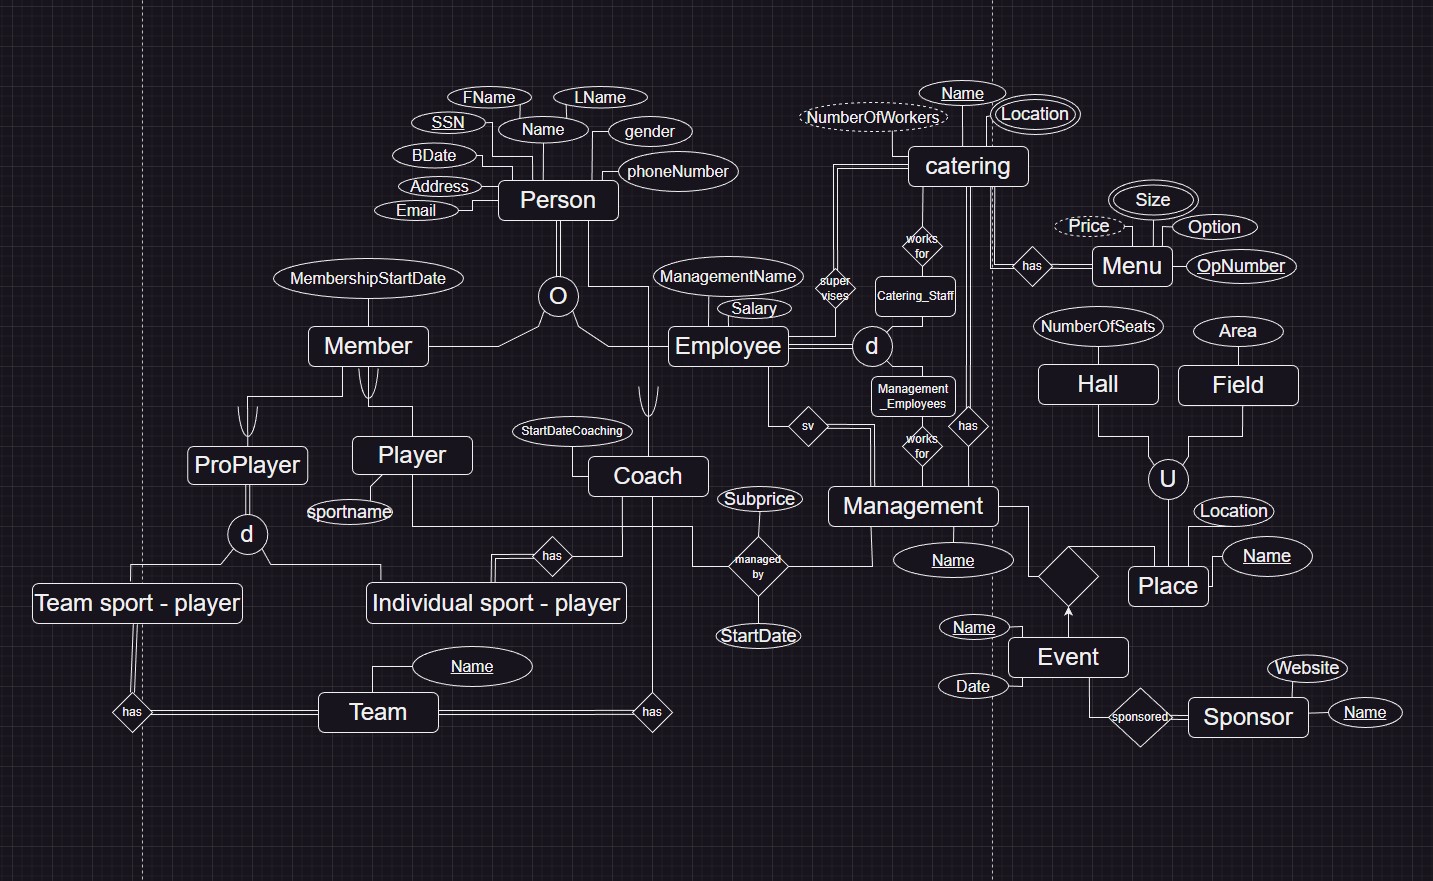 FName
LName
Name
Location
SSN
Name
gender
NumberOfWorkers
BDate
phoneNumber
catering
Address
Email
Person
Size
Price
Option
works
for
has
Menu
OpNumber
MembershipStartDate
ManagementName
super
vises
Catering_Staff
O
Salary
NumberOfSeats
Area
Member
Employee
d
Hall
Field
Management
_Employees
StartDateCoaching
sv
works
for
has
ProPlayer
Player
Coach
U
sportname
Subprice
Management
Location
d
has
managed
by
Name
Name
Team sport - player
Individual sport - player
Place
StartDate
Name
Event
Name
Website
Date
has
Team
has
sponsored
Sponsor
Name